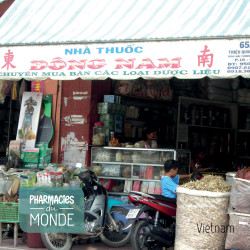 NHÀ THUỐC
65
東 ĐÔNG NAM 南
CHUYÊN MUA BÁN CÁC LOẠI DƯỢC LIỆU
PHARMACIES
du
MONDE
Vietnam